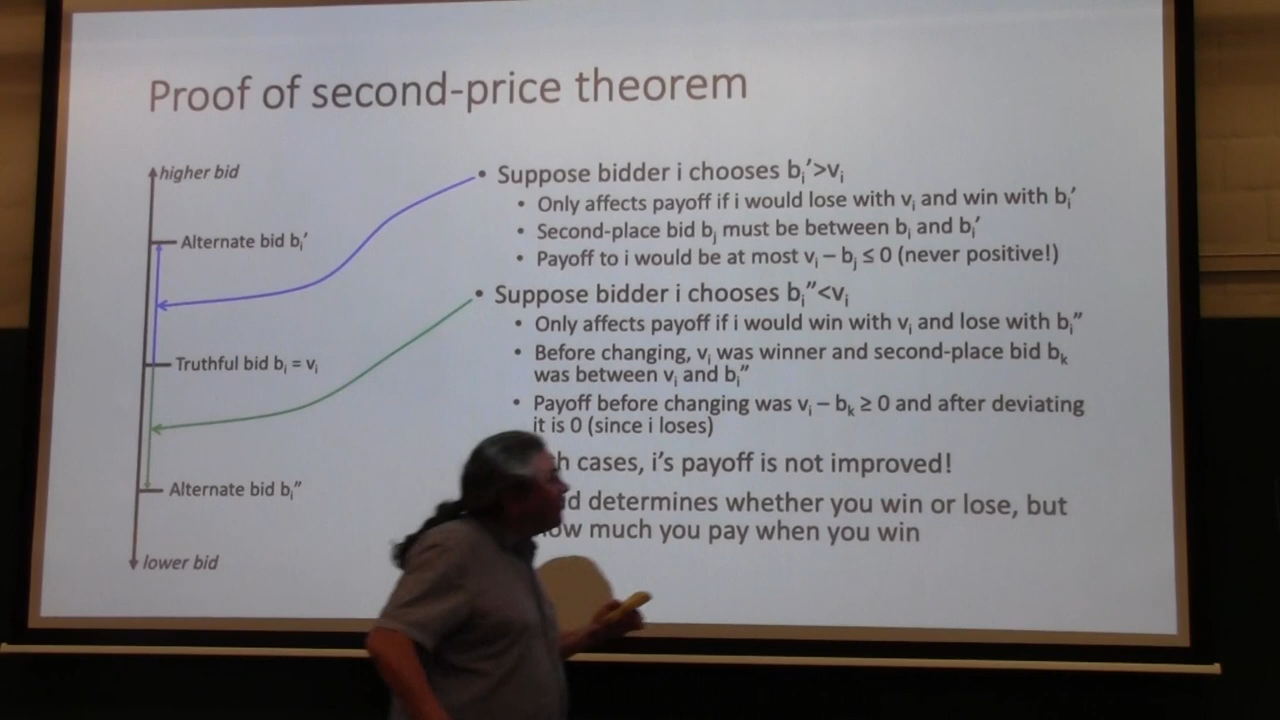 Proof of second-price theorem
higher bid
Alternate bid bᵢ′
Truthful bid bᵢ = vᵢ
Alternate bid bᵢ″
lower bid
• Suppose bidder i chooses bᵢ′>vᵢ
• Only affects payoff if i would lose with vᵢ and win with bᵢ′
• Second-place bid bⱼ must be between bᵢ and bᵢ′
• Payoff to i would be at most vᵢ – bⱼ ≤ 0 (never positive!)
• Suppose bidder i chooses bᵢ″<vᵢ
• Only affects payoff if i would win with vᵢ and lose with bᵢ″
• Before changing, vᵢ was winner and second-place bid bₖ
was between vᵢ and bᵢ″
• Payoff before changing was vᵢ – bₖ ≥ 0 and after deviating
it is 0 (since i loses)
cases, i’s payoff is not improved!
determines whether you win or lose, but
much you pay when you win